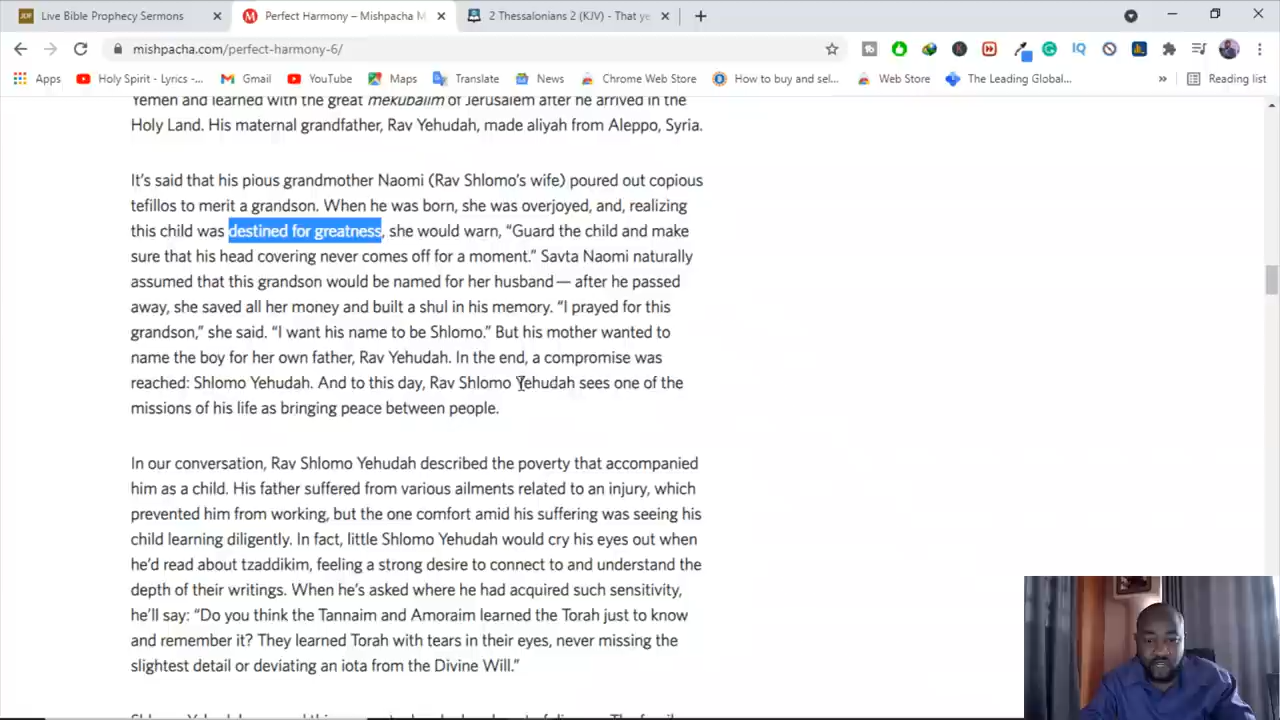 Live Bible Prophecy Sermons
Perfect Harmony – Mishpacha M
2 Thessalonians 2 (KJV) - That ye
mishpacha.com/perfect-harmony-6/
Apps Holy Spirit - Lyrics -... Gmail YouTube Maps Translate News Chrome Web Store How to buy and sel... Web Store The Leading Global... » Reading list
Yemen and learned with the great mekubalim of Jerusalem after he arrived in the
Holy Land. His maternal grandfather, Rav Yehudah, made aliyah from Aleppo, Syria.
It’s said that his pious grandmother Naomi (Rav Shlomo’s wife) poured out copious
tefillos to merit a grandson. When he was born, she was overjoyed, and, realizing
this child was destined for greatness, she would warn, “Guard the child and make
sure that his head covering never comes off for a moment.” Savta Naomi naturally
assumed that this grandson would be named for her husband — after he passed
away, she saved all her money and built a shul in his memory. “I prayed for this
grandson,” she said. “I want his name to be Shlomo.” But his mother wanted to
name the boy for her own father, Rav Yehudah. In the end, a compromise was
reached: Shlomo Yehudah. And to this day, Rav Shlomo Yehudah sees one of the
missions of his life as bringing peace between people.
In our conversation, Rav Shlomo Yehudah described the poverty that accompanied
him as a child. His father suffered from various ailments related to an injury, which
prevented him from working, but the one comfort amid his suffering was seeing his
child learning diligently. In fact, little Shlomo Yehudah would cry his eyes out when
he’d read about tzaddikim, feeling a strong desire to connect to and understand the
depth of their writings. When he’s asked where he had acquired such sensitivity,
he’ll say: “Do you think the Tannaim and Amoraim learned the Torah just to know
and remember it? They learned Torah with tears in their eyes, never missing the
slightest detail or deviating an iota from the Divine Will.”